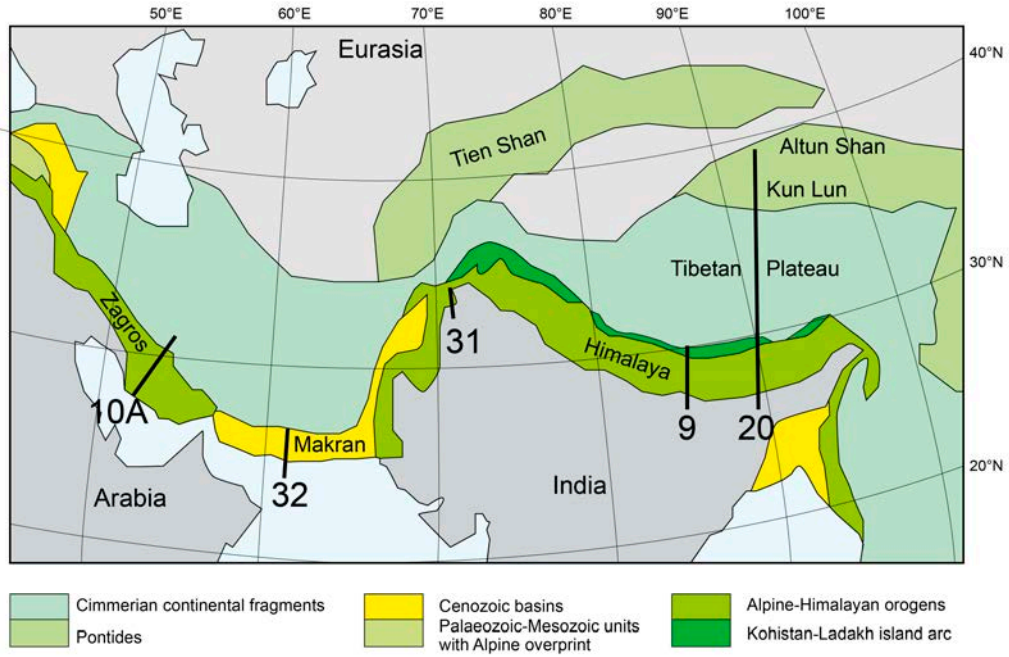 50°E 60°E 70°E 80°E 90°E 100°E
Eurasia
40°N
Tien Shan
Altun Shan
Kun Lun
30°N
Tibetan Plateau
Zagros
31
Himalaya
10A
9 20
Makran
32
20°N
Arabia
India
Cimmerian continental fragments
Pontides
Cenozoic basins
Palaeozoic-Mesozoic units
with Alpine overprint
Alpine-Himalayan orogens
Kohistan-Ladakh island arc